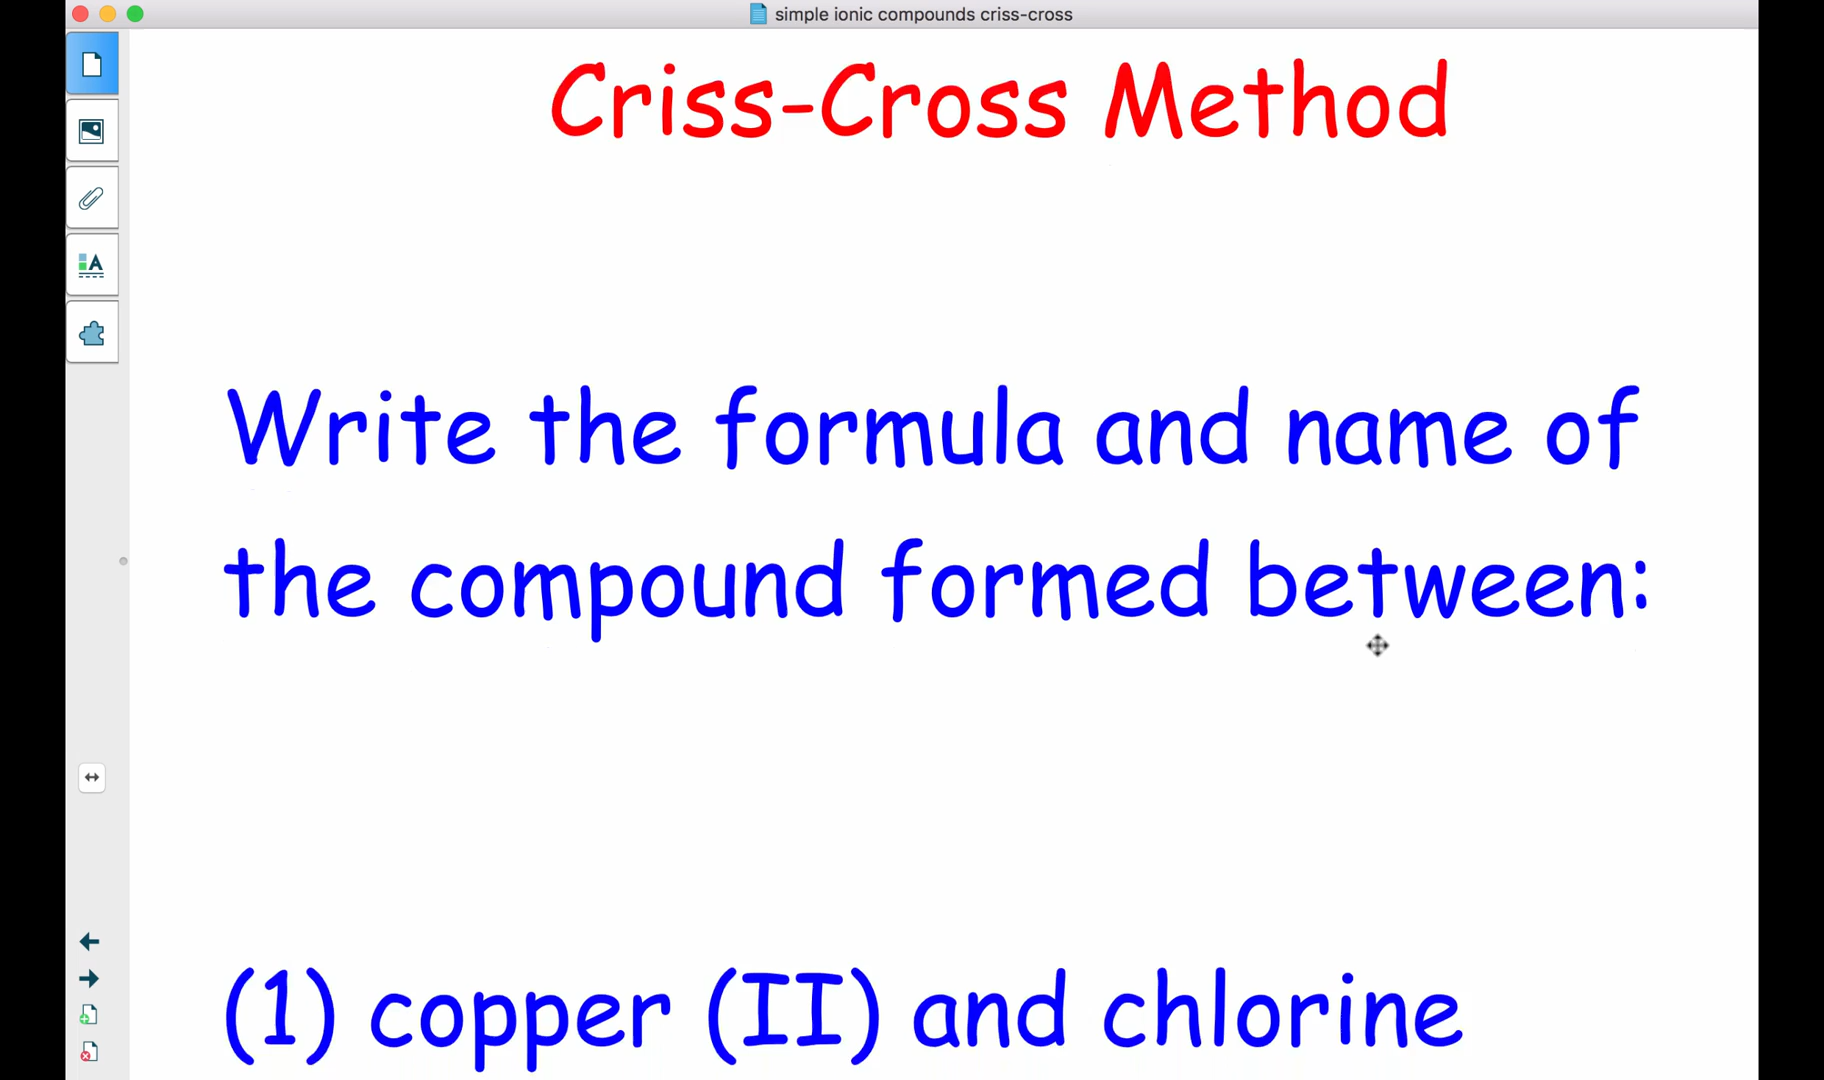 simple ionic compounds criss-cross
Criss-Cross Method
Write the formula and name of
the compound formed between:
(1) copper (II) and chlorine